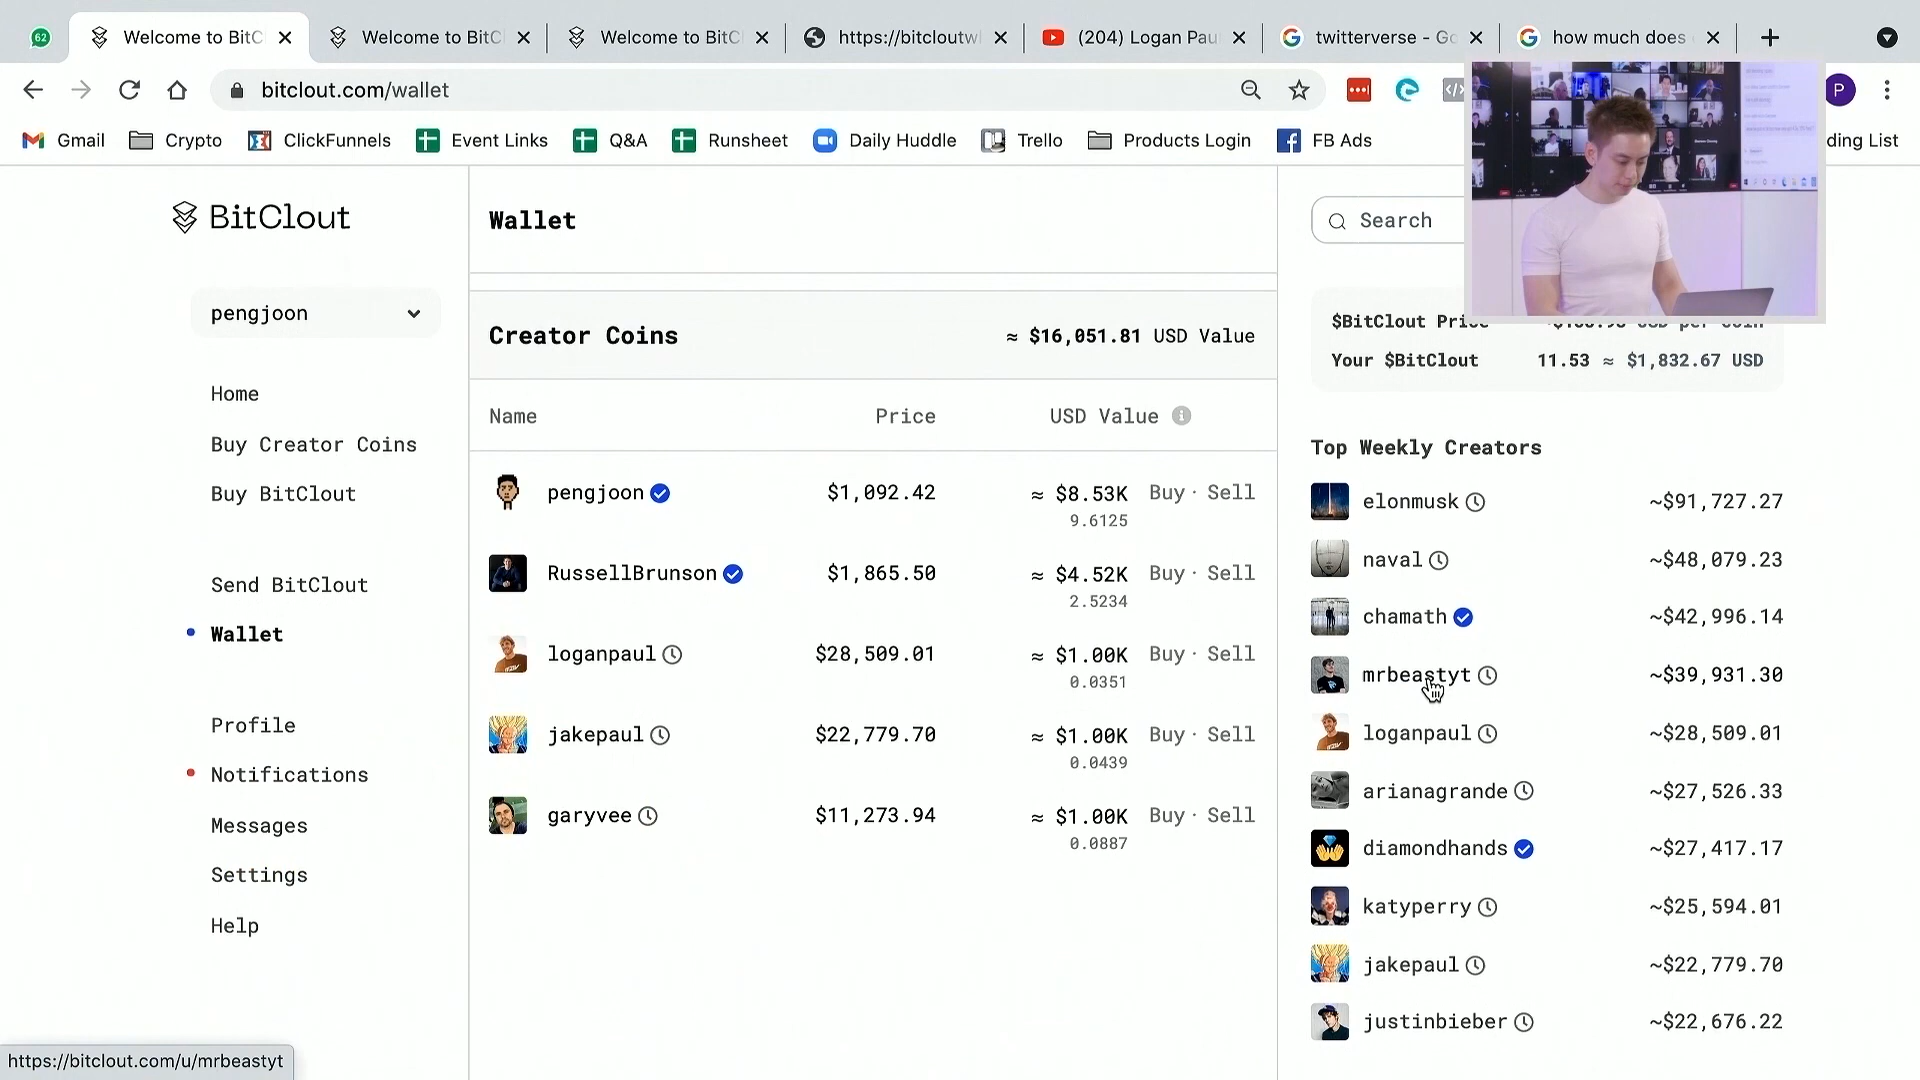 62
Welcome to BitC
Welcome to BitCl
Welcome to BitCl
https://bitcloutwl
(204) Logan Pau
twitterverse - Go
how much does
bitclout.com/wallet
P
Gmail
Crypto
ClickFunnels
Event Links
Q&A
Runsheet
Daily Huddle
Trello
Products Login
FB Ads
ding List
BitClout
pengjoon
Home
Buy Creator Coins
Buy BitClout
Send BitClout
Wallet
Profile
Notifications
Messages
Settings
Help
Wallet
Creator Coins ≈ $16,051.81 USD Value
Name Price USD Value
pengjoon $1,092.42 ≈ $8.53K Buy · Sell
9.6125
RussellBrunson $1,865.50 ≈ $4.52K Buy · Sell
2.5234
loganpaul $28,509.01 ≈ $1.00K Buy · Sell
0.0351
jakepaul $22,779.70 ≈ $1.00K Buy · Sell
0.0439
garyvee $11,273.94 ≈ $1.00K Buy · Sell
0.0887
Search
$BitClout Price
Your $BitClout 11.53 ≈ $1,832.67 USD
Top Weekly Creators
elonmusk ~$91,727.27
naval ~$48,079.23
chamath ~$42,996.14
mrbeastyt ~$39,931.30
loganpaul ~$28,509.01
arianagrande ~$27,526.33
diamondhands ~$27,417.17
katyperry ~$25,594.01
jakepaul ~$22,779.70
justinbieber ~$22,676.22
https://bitclout.com/u/mrbeastyt